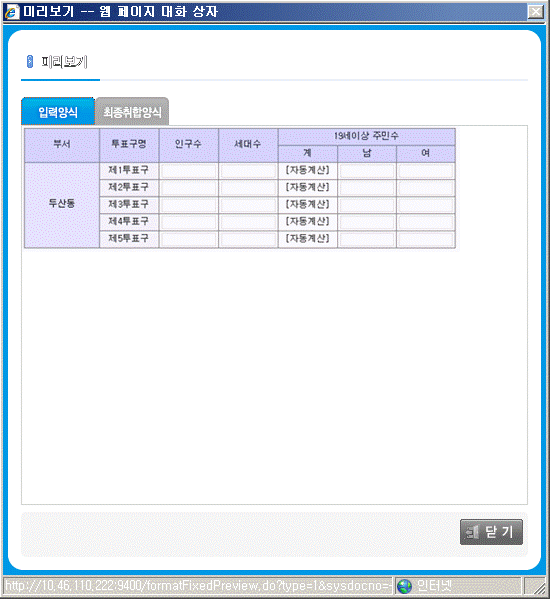 미리보기 -- 웹 페이지 대화 상자
미리보기
입력양식 최종취합양식
부서 투표구명 인구수 세대수 19세이상 주민수
계 남 여
두산동
제1투표구 [자동계산]
제2투표구 [자동계산]
제3투표구 [자동계산]
제4투표구 [자동계산]
제5투표구 [자동계산]
닫 기
http://10.46.110.222:9400/formatFixedPreview.do?type=1&sysdocno=- 인터넷